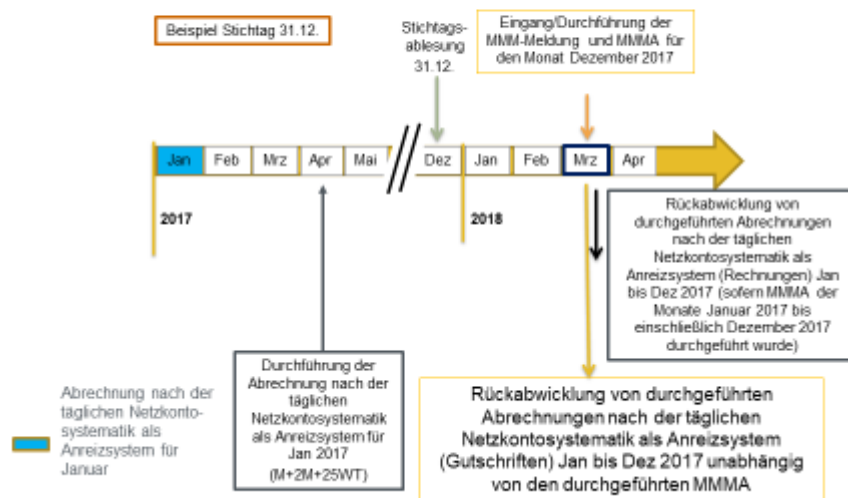 Beispiel Stichtag 31.12.
Stichtags-
ablesung
31.12.
Eingang/Durchführung der
MMM-Meldung und MMMA für
den Monat Dezember 2017
Jan
Feb
Mrz
Apr
Mai
Dez
Jan
Feb
Mrz
Apr
2017
2018
Rückabwicklung von
durchgeführten Abrechnungen
nach der täglichen
Netzkontosystematik als
Anreizsystem (Rechnungen) Jan
bis Dez 2017 (sofern MMMA der
Monate Januar 2017 bis
einschließlich Dezember 2017
durchgeführt wurde)
Abrechnung nach der
täglichen Netzkonto-
systematik als
Anreizsystem für
Januar
Durchführung der
Abrechnung nach der
täglichen
Netzkontosystematik
als Anreizsystem für
Jan 2017
(M+2M+25WT)
Rückabwicklung von durchgeführten
Abrechnungen nach der täglichen
Netzkontosystematik als Anreizsystem
(Gutschriften) Jan bis Dez 2017 unabhängig
von den durchgeführten MMMA